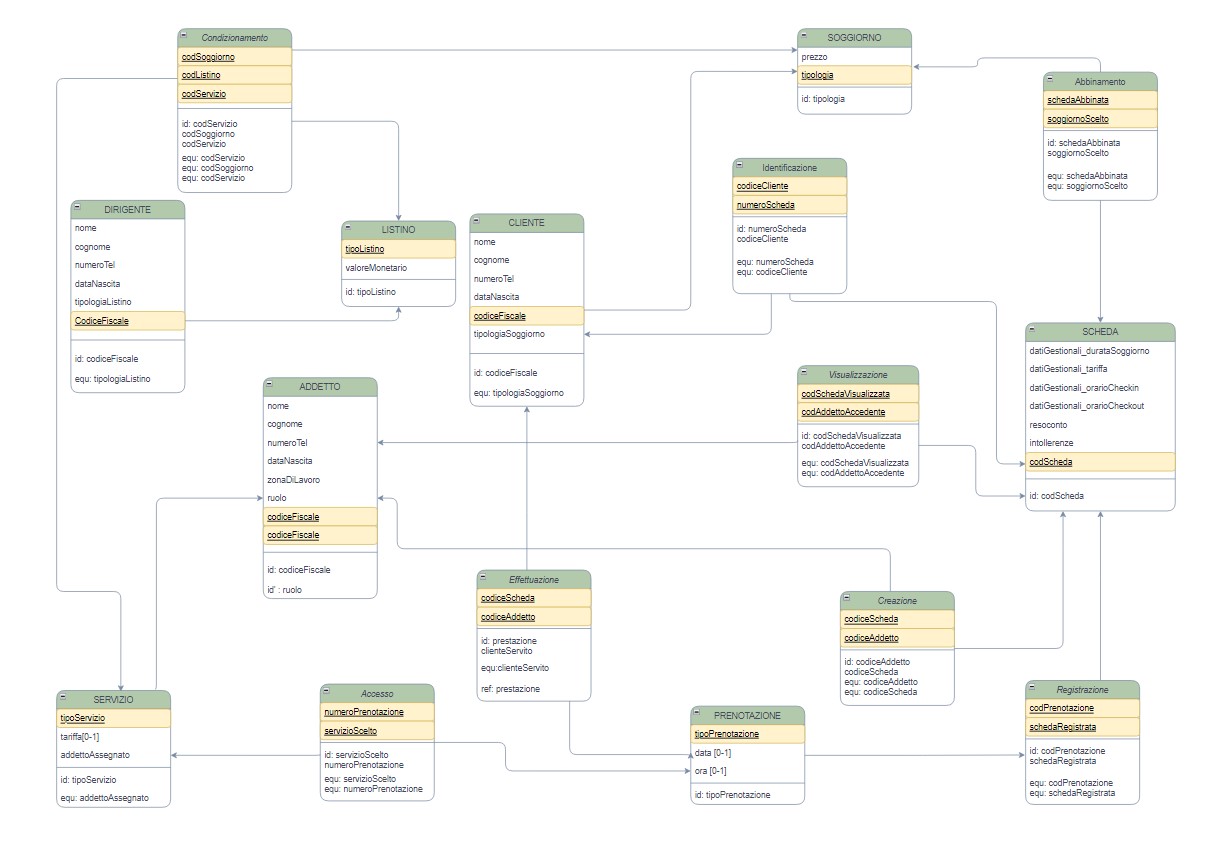 Condizionamento
codSoggiorno
codListino
codServizio
id: codServizio
codSoggiorno
codServizio
equ: codServizio
equ: codSoggiorno
equ: codServizio
SOGGIORNO
prezzo
tipologia
id: tipologia
Abbinamento
schedaAbbinata
soggiornoScelto
id: schedaAbbinata
soggiornoScelto
equ: schedaAbbinata
equ: soggiornoScelto
Identificazione
codiceCliente
numeroScheda
id: numeroScheda
codiceCliente
equ: numeroScheda
equ: codiceCliente
DIRIGENTE
nome
cognome
numeroTel
dataNascita
tipologiaListino
CodiceFiscale
id: codiceFiscale
equ: tipologiaListino
LISTINO
tipoListino
valoreMonetario
id: tipoListino
CLIENTE
nome
cognome
numeroTel
dataNascita
codiceFiscale
tipologiaSoggiorno
id: codiceFiscale
equ: tipologiaSoggiorno
SCHEDA
datiGestionali_durataSoggiorno
datiGestionali_tariffa
datiGestionali_orarioCheckin
datiGestionali_orarioCheckout
resoconto
intollerenze
codScheda
id: codScheda
Visualizzazione
codSchedaVisualizzata
codAddettoAccedente
id: codSchedaVisualizzata
codAddettoAccedente
equ: codSchedaVisualizzata
equ: codAddettoAccedente
ADDETTO
nome
cognome
numeroTel
dataNascita
zonaDiLavoro
ruolo
codiceFiscale
codiceFiscale
id: codiceFiscale
id' : ruolo
Effettuazione
codiceScheda
codiceAddetto
id: prestazione
clienteServito
equ:clienteServito
ref: prestazione
Creazione
codiceScheda
codiceAddetto
id: codiceAddetto
codiceScheda
equ: codiceAddetto
equ: codiceScheda
SERVIZIO
tipoServizio
tariffa[0-1]
addettoAssegnato
id: tipoServizio
equ: addettoAssegnato
Accesso
numeroPrenotazione
servizioScelto
id: servizioScelto
numeroPrenotazione
equ: servizioScelto
equ: numeroPrenotazione
PRENOTAZIONE
tipoPrenotazione
data [0-1]
ora [0-1]
id: tipoPrenotazione
Registrazione
codPrenotazione
schedaRegistrata
id: codPrenotazione
schedaRegistrata
equ: codPrenotazione
equ: schedaRegistrata